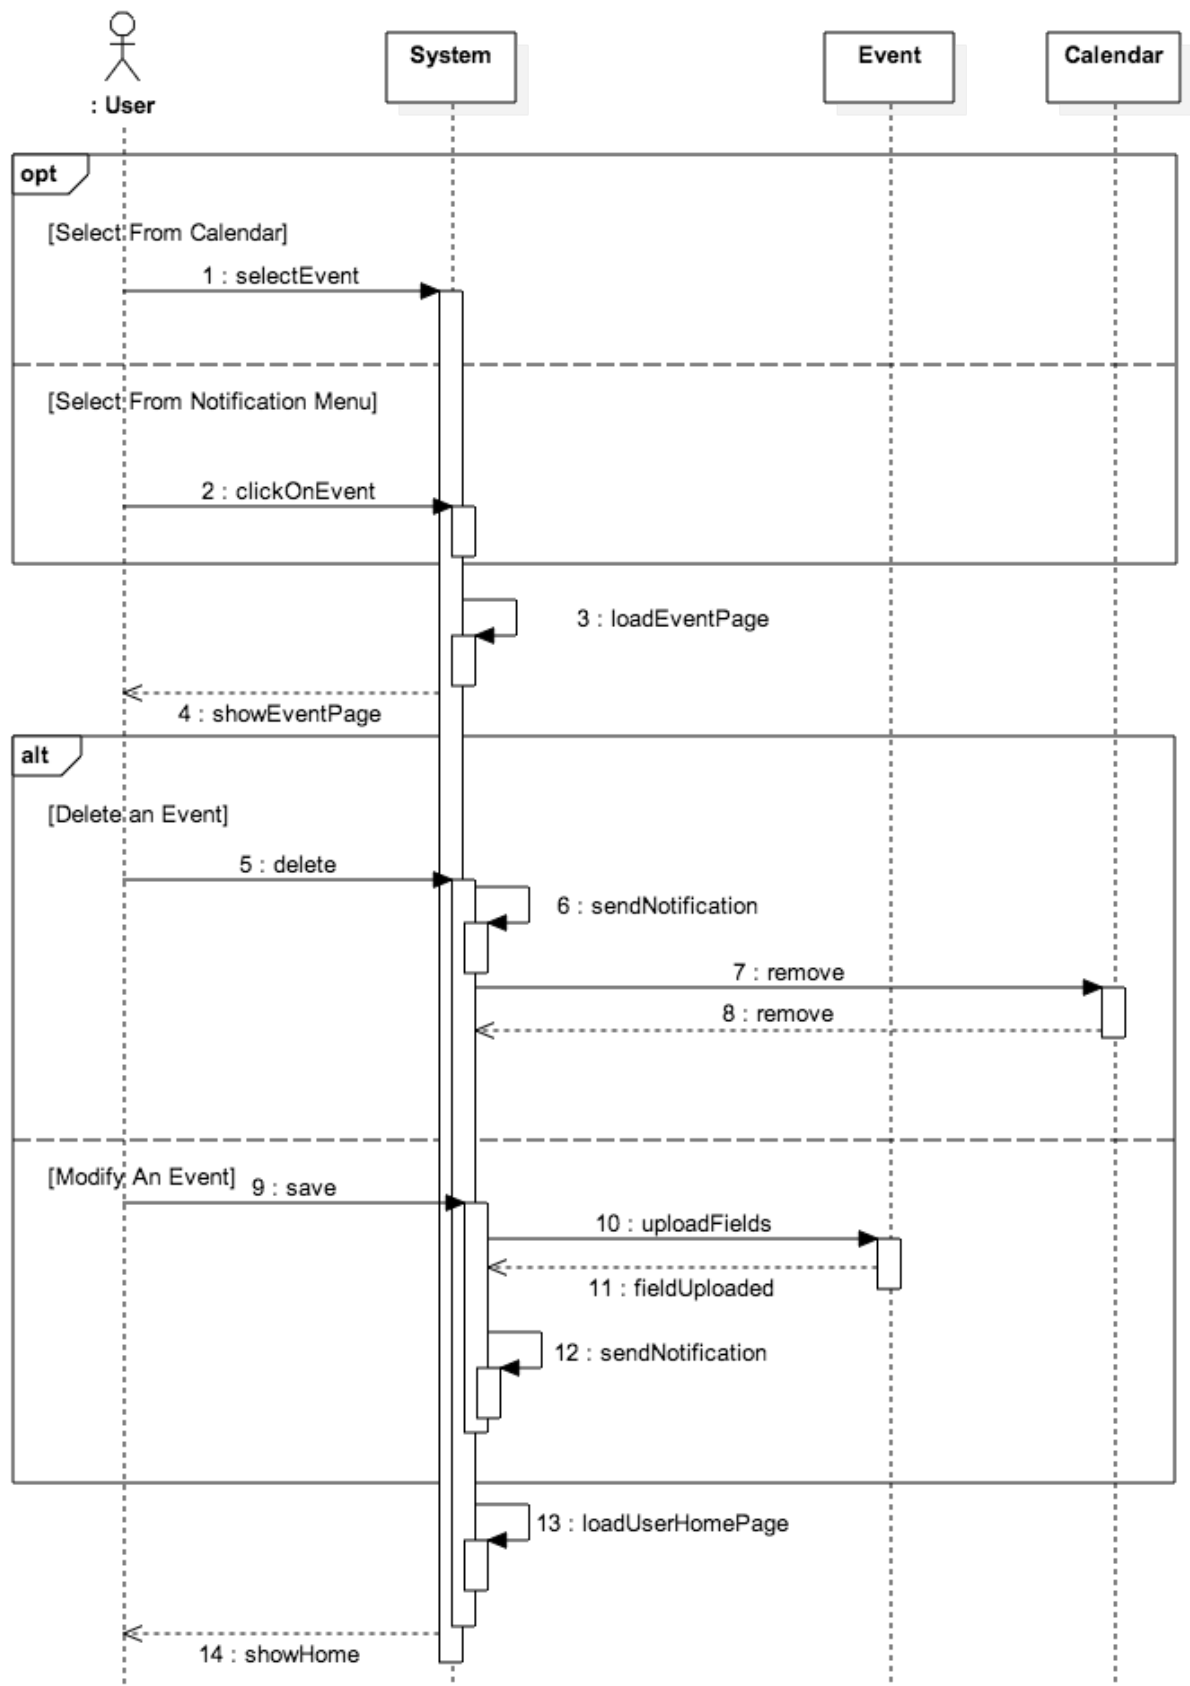 : User
System
Event
Calendar
opt
[Select From Calendar]
1 : selectEvent
[Select From Notification Menu]
2 : clickOnEvent
3 : loadEventPage
4 : showEventPage
alt
[Delete an Event]
5 : delete
6 : sendNotification
7 : remove
8 : remove
[Modify An Event]
9 : save
10 : uploadFields
11 : fieldUploaded
12 : sendNotification
13 : loadUserHomePage
14 : showHome